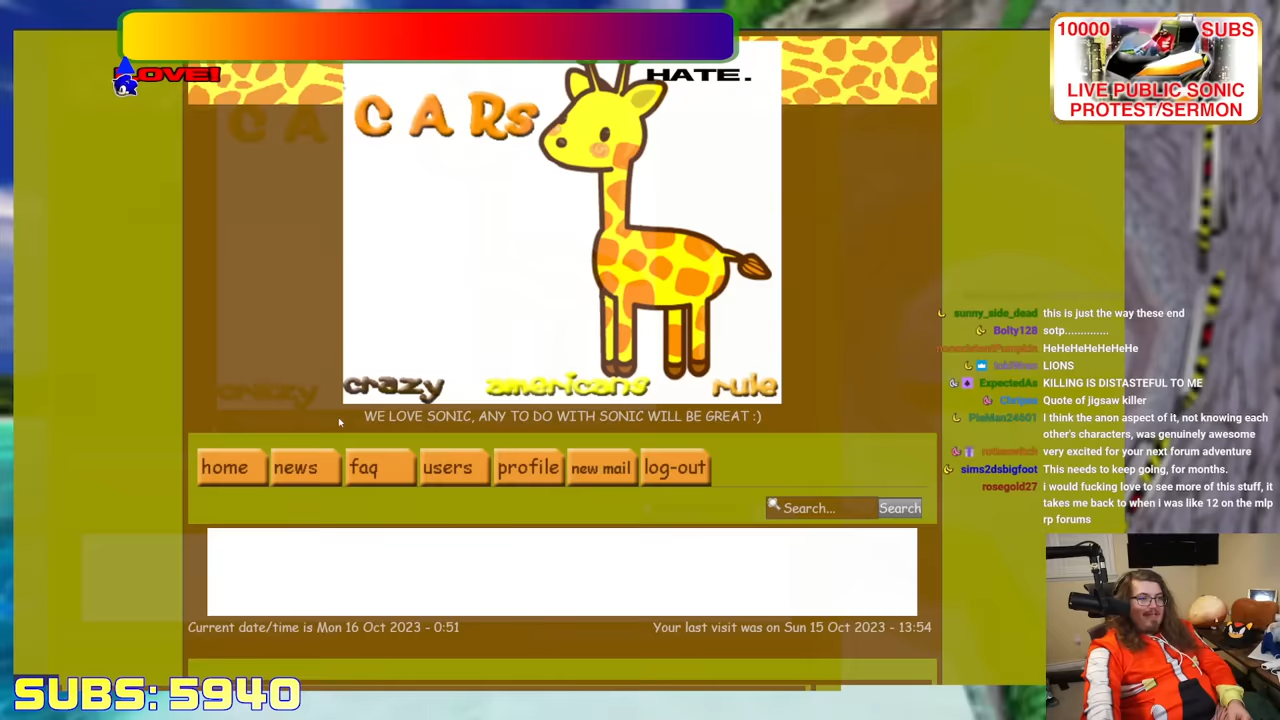 LOVE!
HATE.
10000 SUBS
LIVE PUBLIC SONIC
PROTEST/SERMON
C A Rs
crazy americans rule
WE LOVE SONIC, ANY TO DO WITH SONIC WILL BE GREAT :)
home news faq users profile new mail log-out
Search... Search
Current date/time is Mon 16 Oct 2023 - 0:51
Your last visit was on Sun 15 Oct 2023 - 13:54
sunny_side_dead this is just the way these end
Bolty128 sotp..............
HeHeHeHeHeHe
LIONS
ExpectedAs KILLING IS DISTASTEFUL TO ME
Quote of jigsaw killer
PieMan24601 I think the anon aspect of it, not knowing each
other's characters, was genuinely awesome
very excited for your next forum adventure
sims2dsbigfoot This needs to keep going, for months.
rosegold27 i would fucking love to see more of this stuff, it
takes me back to when i was like 12 on the mlp
rp forums
SUBS: 5940